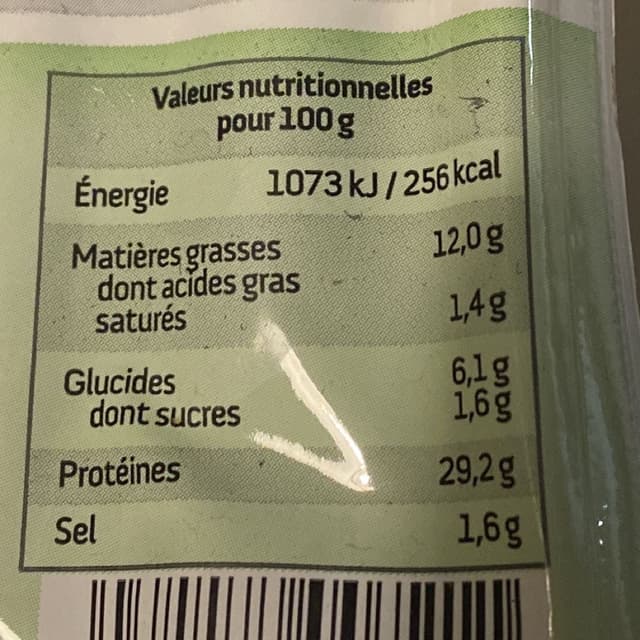 Valeurs nutritionnelles
pour 100 g
Énergie 1073 kJ / 256 kcal
Matières grasses 12,0 g
dont acides gras
saturés 1,4 g
Glucides 6,1 g
dont sucres 1,6 g
Protéines 29,2 g
Sel 1,6 g